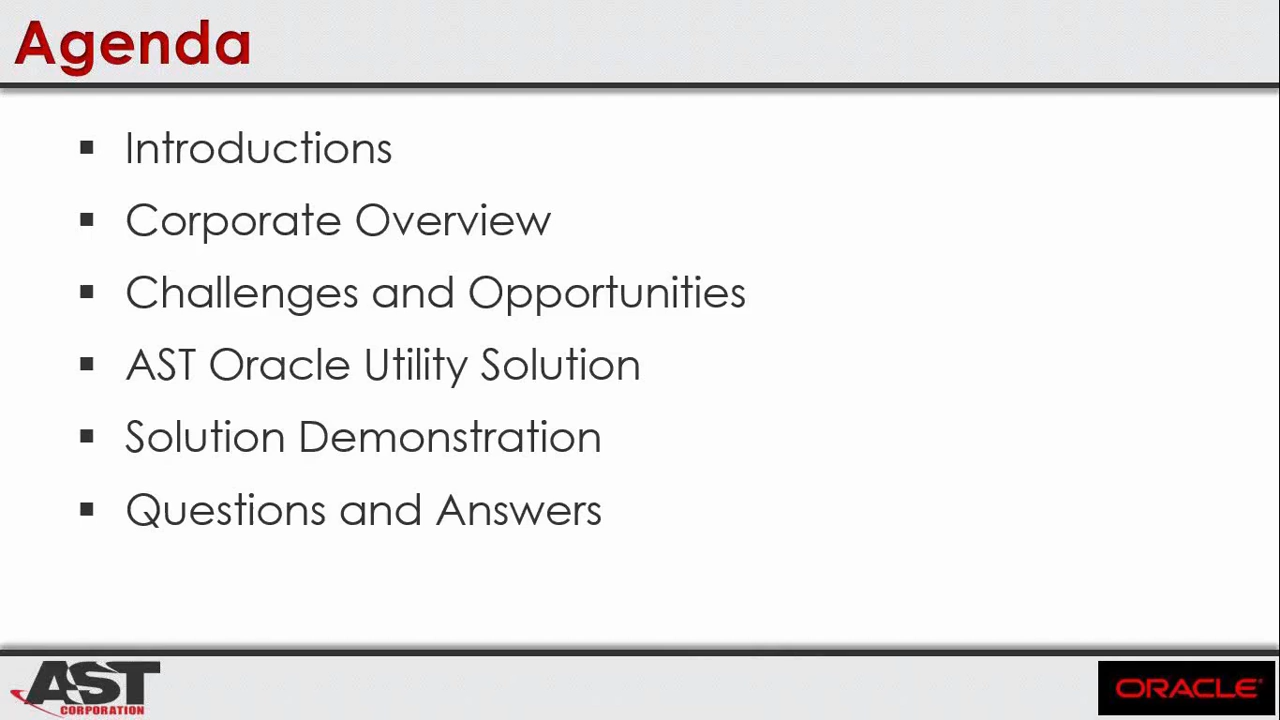 Agenda
▪ Introductions
▪ Corporate Overview
▪ Challenges and Opportunities
▪ AST Oracle Utility Solution
▪ Solution Demonstration
▪ Questions and Answers
AST
CORPORATION
ORACLE®